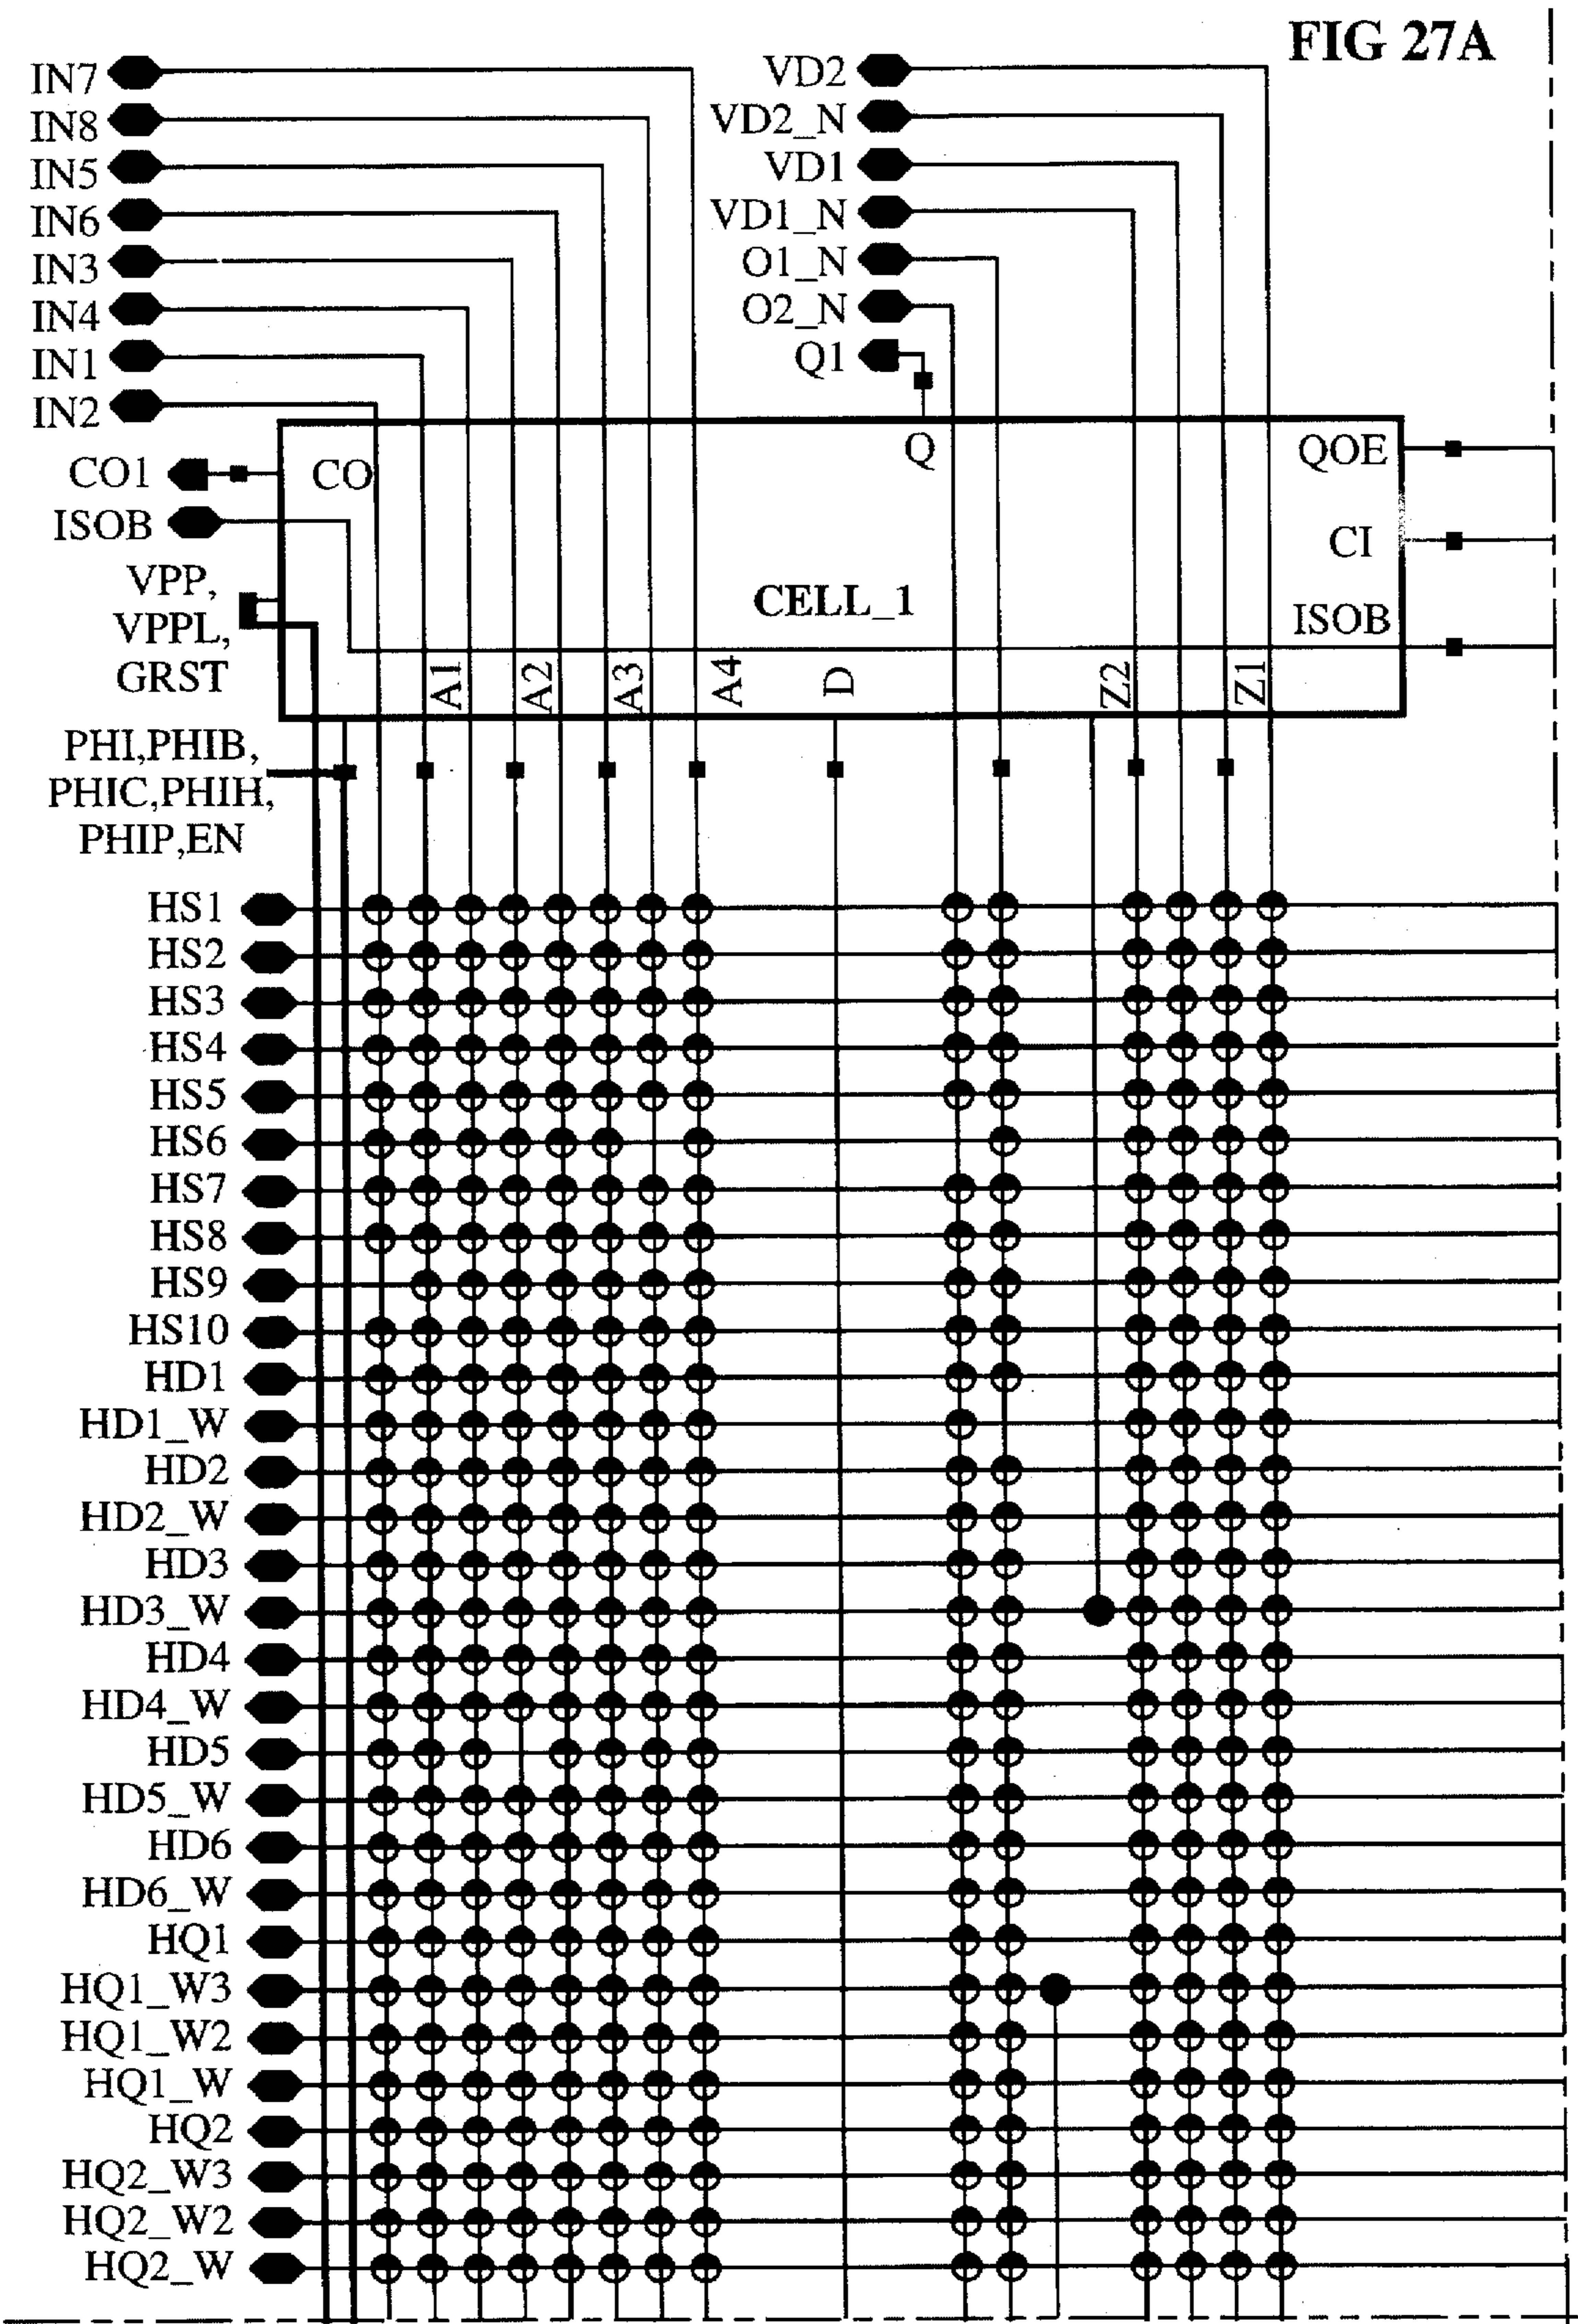 FIG 27A
IN7
IN8
IN5
IN6
IN3
IN4
IN1
IN2
VD2
VD2_N
VD1
VD1_N
O1_N
O2_N
Q1
CO1
ISOB
VPP,
VPPL,
GRST
CO
Q
QOE
CI
ISOB
CELL_1
A1
A2
A3
A4
D
Z2
Z1
PHI,PHIB,
PHIC,PHIH,
PHIP,EN
HS1
HS2
HS3
HS4
HS5
HS6
HS7
HS8
HS9
HS10
HD1
HD1_W
HD2
HD2_W
HD3
HD3_W
HD4
HD4_W
HD5
HD5_W
HD6
HD6_W
HQ1
HQ1_W3
HQ1_W2
HQ1_W
HQ2
HQ2_W3
HQ2_W2
HQ2_W